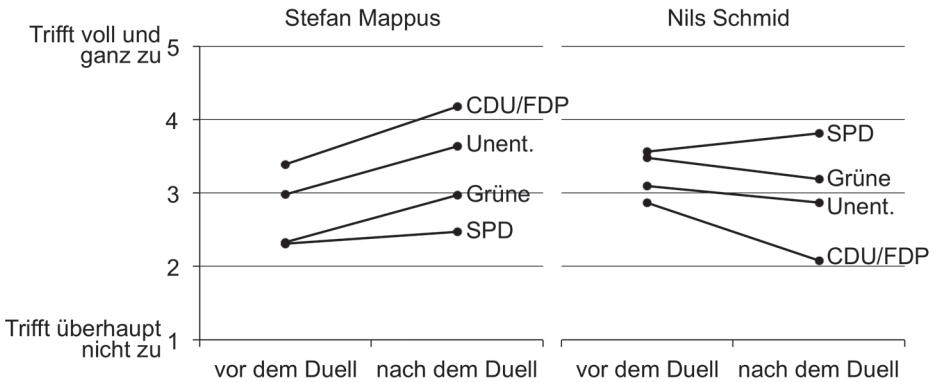 Stefan Mappus
Nils Schmid
Trifft voll und
ganz zu
5
4
3
2
Trifft überhaupt
nicht zu
1
CDU/FDP
Unent.
Grüne
SPD
SPD
Grüne
Unent.
CDU/FDP
vor dem Duell
nach dem Duell
vor dem Duell
nach dem Duell